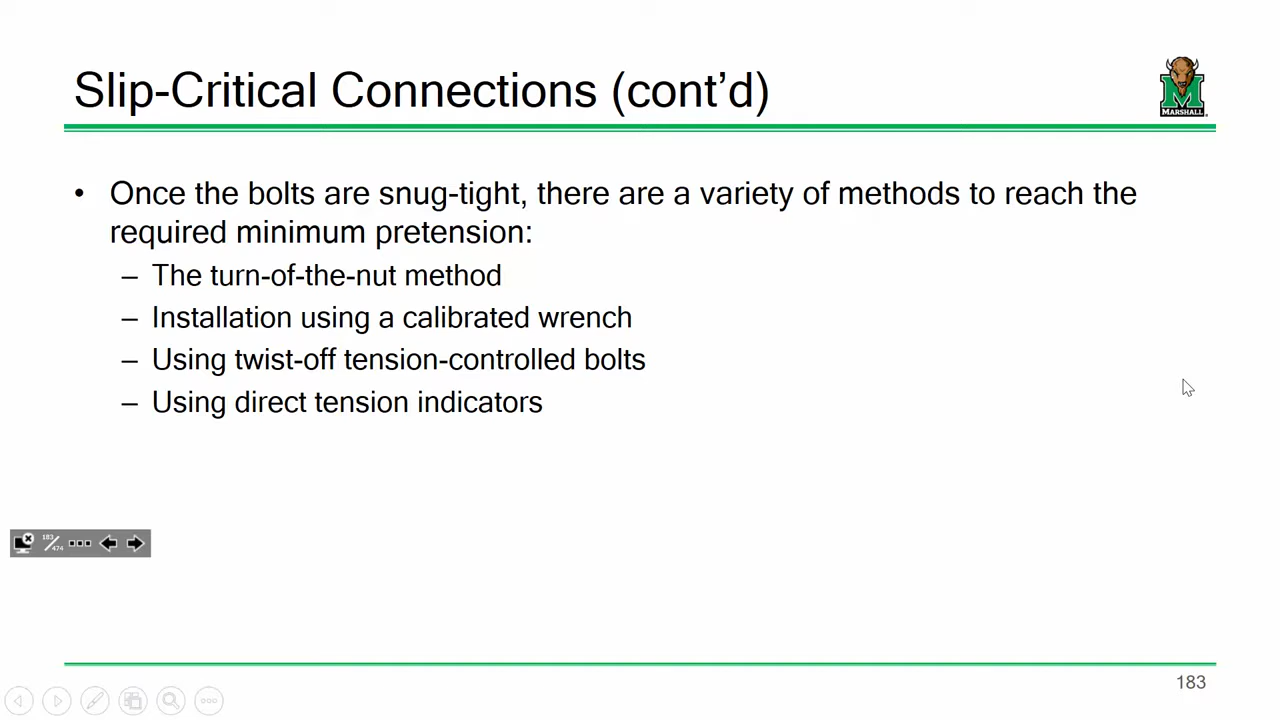 Slip-Critical Connections (cont’d)
MARSHALL
• Once the bolts are snug-tight, there are a variety of methods to reach the
required minimum pretension:
– The turn-of-the-nut method
– Installation using a calibrated wrench
– Using twist-off tension-controlled bolts
– Using direct tension indicators
183/474
183